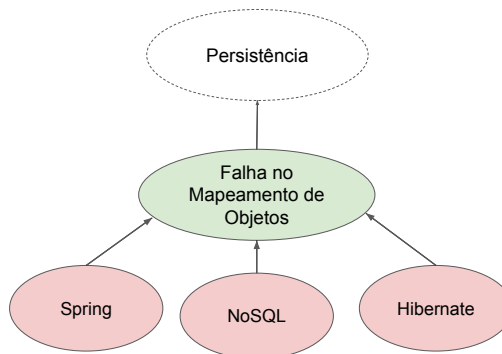 Persistência
Falha no
Mapeamento de
Objetos
Spring
NoSQL
Hibernate